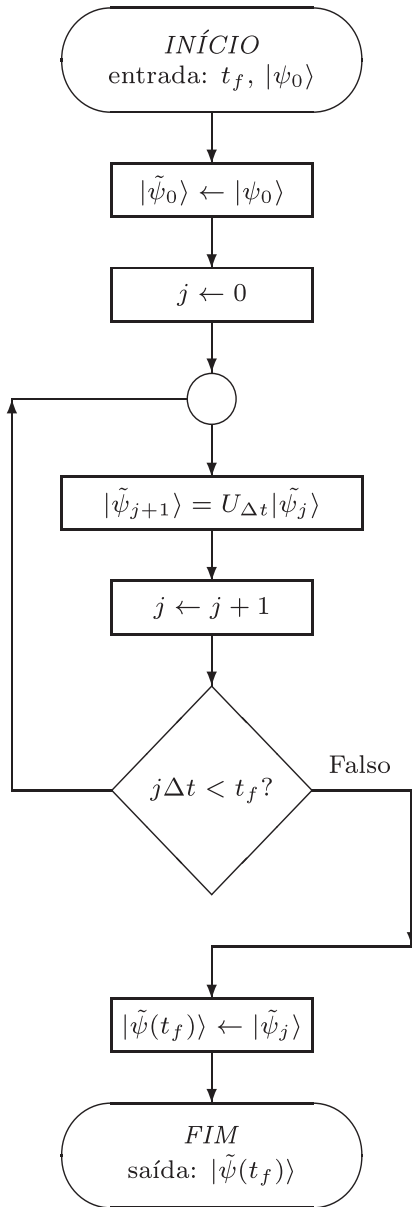 INÍCIO
entrada: t_f, |ψ_0⟩
|ψ̃_0⟩ ← |ψ_0⟩
j ← 0
|ψ̃_{j+1}⟩ = U_{Δt}|ψ̃_j⟩
j ← j + 1
Falso
jΔt < t_f?
|ψ̃(t_f)⟩ ← |ψ̃_j⟩
FIM
saída: |ψ̃(t_f)⟩